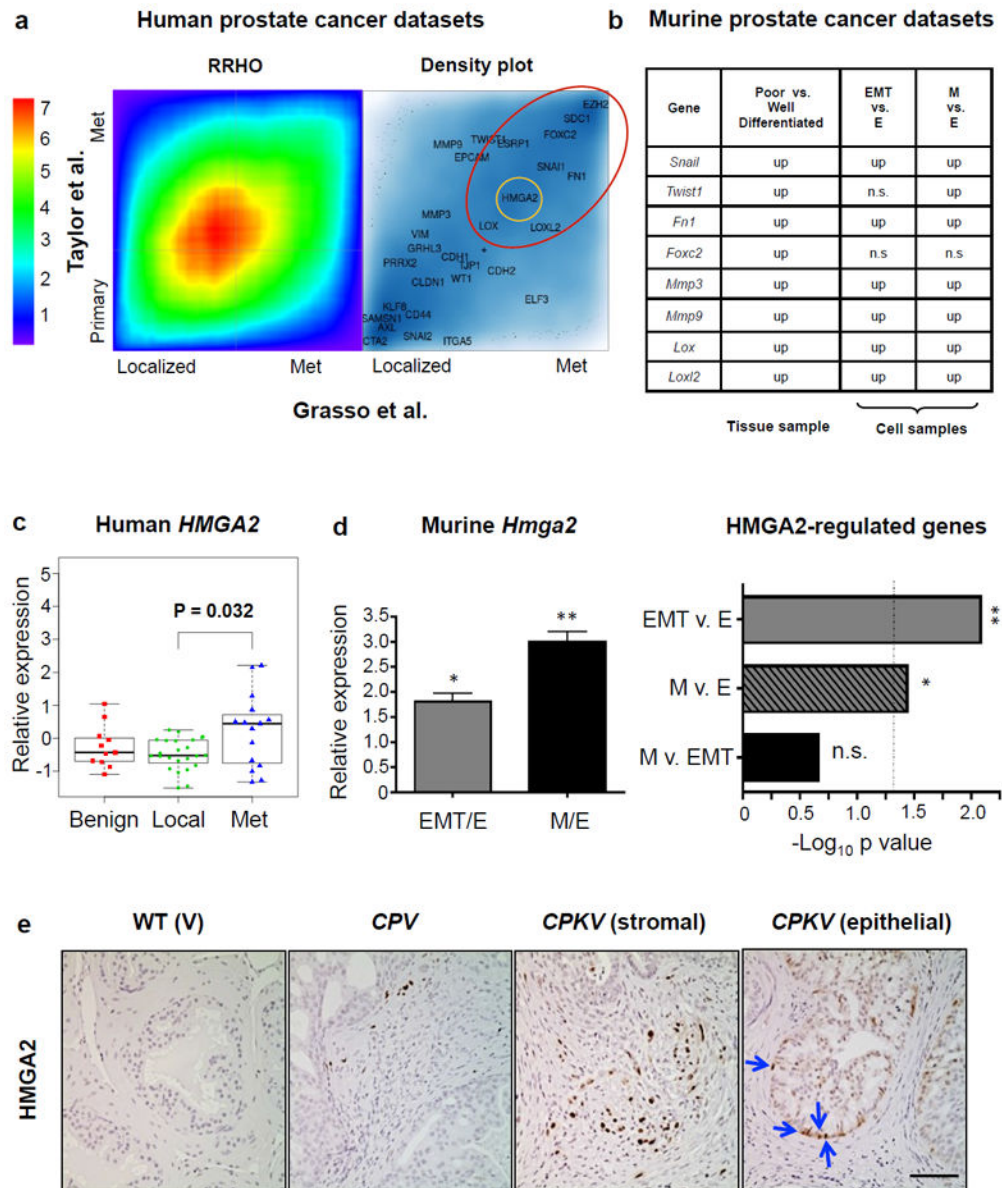 a Human prostate cancer datasets
RRHO
Density plot
7
6
5
4
3
2
1
Taylor et al.
Met
Primary
Localized Met
Localized Met
Grasso et al.
EZH2
SDC1
FOXC2
TWIST1
ESRP1
MMP9
EPCAM
SNAI1
FN1
HMGA2
MMP3
LOX
LOXL2
VIM
*
GRHL3
CDH1
PRRX2
TJP1
CDH2
WT1
CLDN1
ELF3
KLF8
CD44
SAMSN1
AXL
SNAI2
CTA2
ITGA5
b Murine prostate cancer datasets
Gene
Poor vs. Well Differentiated
EMT vs. E
M vs. E
Snail up up up
Twist1 up n.s. up
Fn1 up up up
Foxc2 up n.s n.s
Mmp3 up up up
Mmp9 up up up
Lox up up up
Loxl2 up up up
Tissue sample
Cell samples
c Human HMGA2
Relative expression
5
4
3
2
1
0
-1
P = 0.032
Benign Local Met
d Murine Hmga2
Relative expression
3.5
3.0
2.5
2.0
1.5
1.0
0.5
0
*
**
EMT/E M/E
HMGA2-regulated genes
EMT v. E
**
M v. E
*
M v. EMT
n.s.
0 0.5 1.0 1.5 2.0
-Log10 p value
e WT (V)
CPV
CPKV (stromal)
CPKV (epithelial)
HMGA2